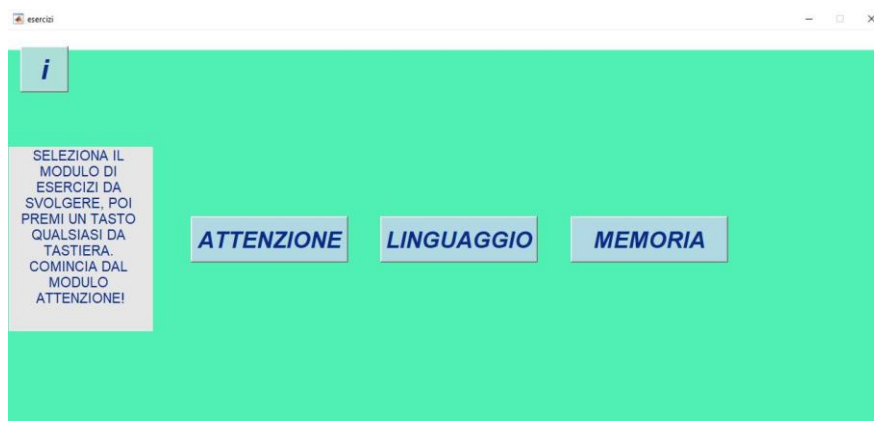 esercizi
i
SELEZIONA IL
MODULO DI
ESERCIZI DA
SVOLGERE, POI
PREMI UN TASTO
QUALSIASI DA
TASTIERA.
COMINCIA DAL
MODULO
ATTENZIONE!
ATTENZIONE
LINGUAGGIO
MEMORIA